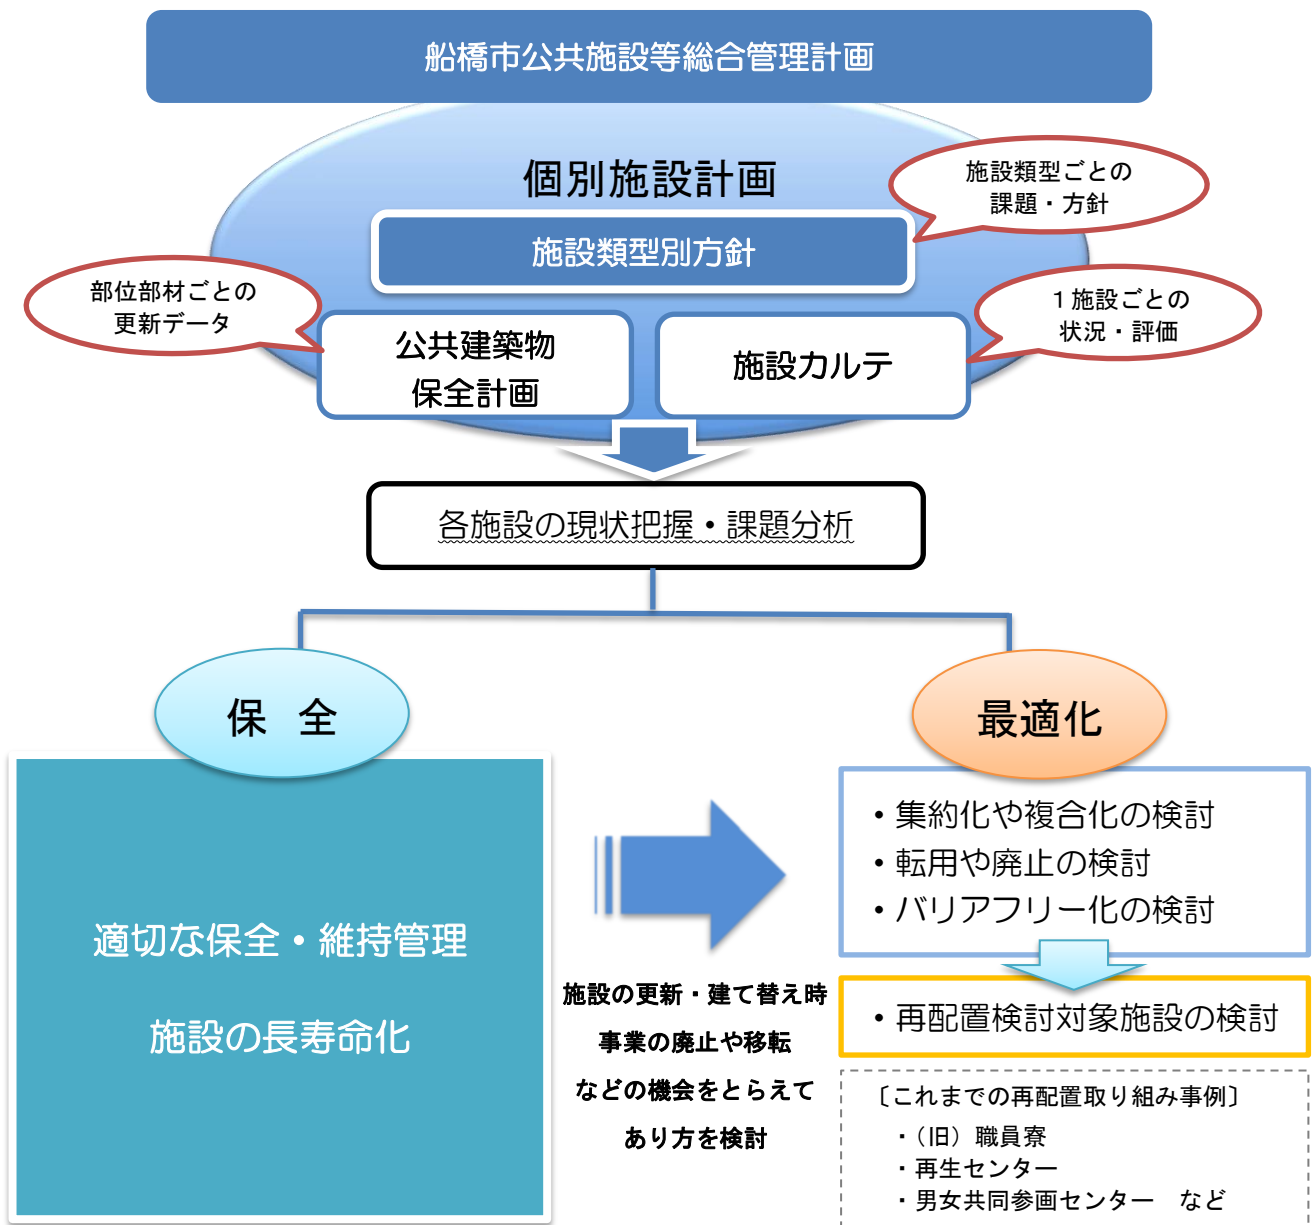 船橋市公共施設等総合管理計画
個別施設計画
施設類型ごとの
課題・方針
施設類型別方針
部位部材ごとの
更新データ
1施設ごとの
状況・評価
公共建築物
保全計画
施設カルテ
各施設の現状把握・課題分析
保 全
最適化
適切な保全・維持管理
施設の長寿命化
施設の更新・建て替え時
事業の廃止や移転
などの機会をとらえて
あり方を検討
・集約化や複合化の検討
・転用や廃止の検討
・バリアフリー化の検討
・再配置検討対象施設の検討
〔これまでの再配置取り組み事例〕
・(旧)職員寮
・再生センター
・男女共同参画センター など